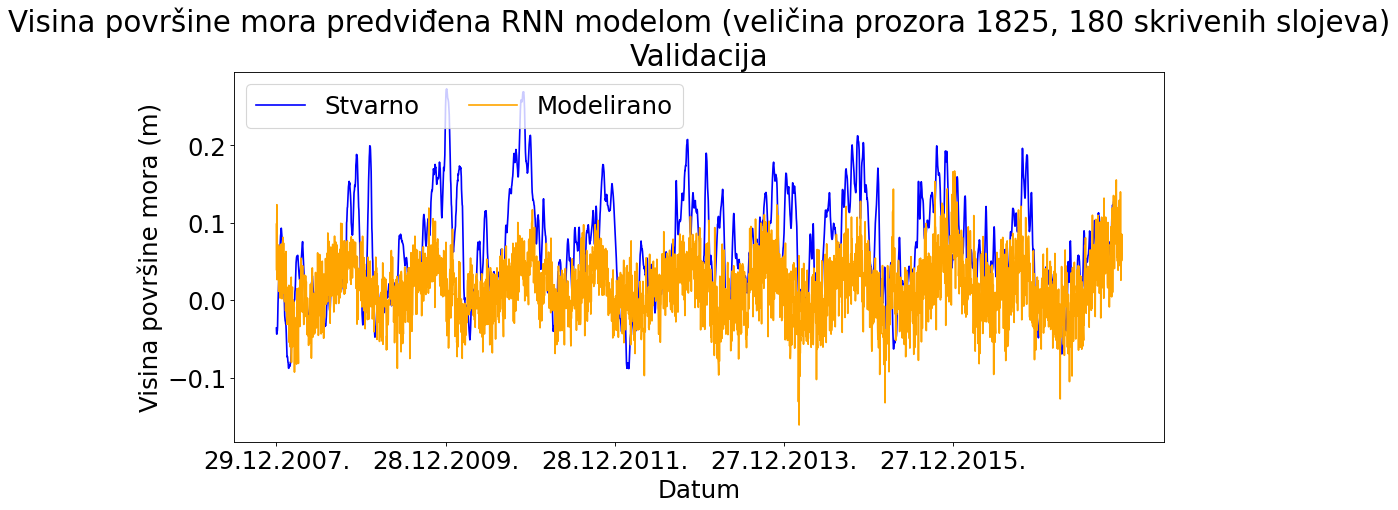 Visina površine mora predviđena RNN modelom (veličina prozora 1825, 180 skrivenih slojeva)
Validacija
Stvarno
Modelirano
Visina površine mora (m)
0.2
0.1
0.0
−0.1
29.12.2007.
28.12.2009.
28.12.2011.
27.12.2013.
27.12.2015.
Datum